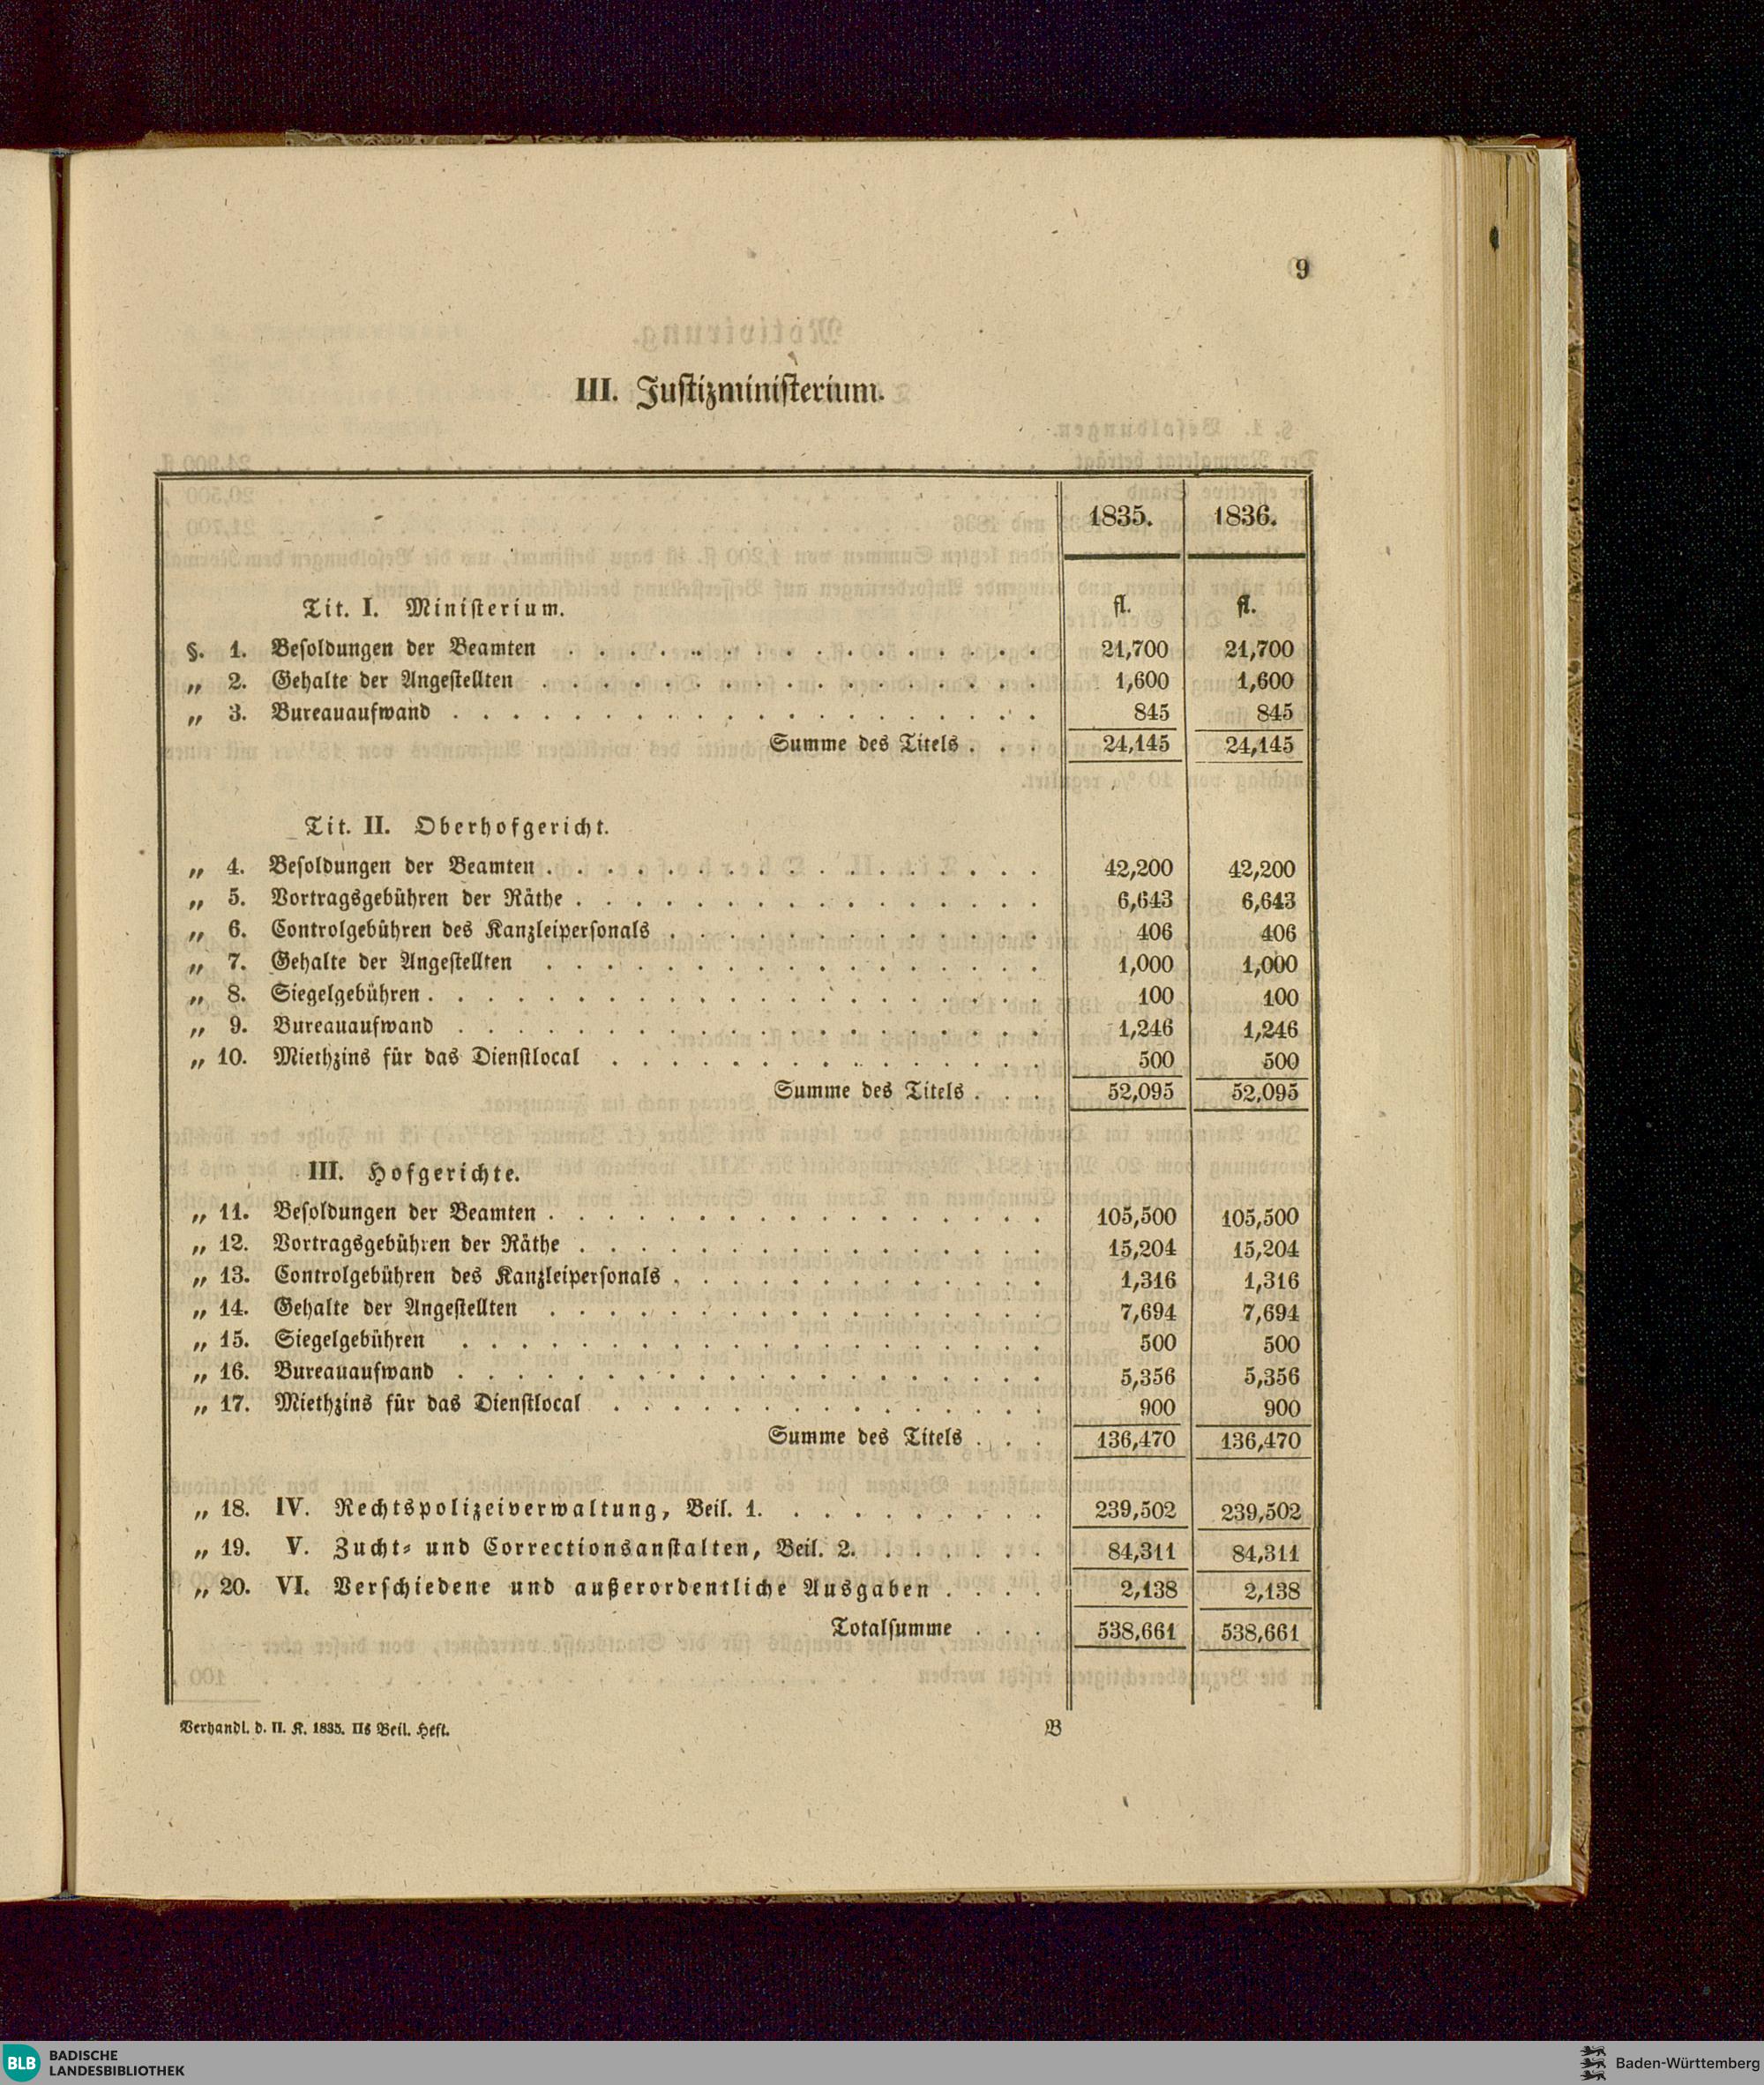 9
III. Justizministerium.
1835. 1836.
Tit. I. Ministerium. fl. fl.
§. 1. Besoldungen der Beamten . . . 21,700 21,700
„ 2. Gehalte der Angestellten . . . 1,600 1,600
„ 3. Bureauaufwand . . . 845 845
Summe des Titels . . . 24,145 24,145
Tit. II. Oberhofgericht.
„ 4. Besoldungen der Beamten . . . 42,200 42,200
„ 5. Vortragsgebühren der Räthe . . . 6,643 6,643
„ 6. Controlgebühren des Kanzleipersonals . . . 406 406
„ 7. Gehalte der Angestellten . . . 1,000 1,000
„ 8. Siegelgebühren . . . 100 100
„ 9. Bureauaufwand . . . 1,246 1,246
„ 10. Miethzins für das Dienstlocal . . . 500 500
Summe des Titels . . . 52,095 52,095
III. Hofgerichte.
„ 11. Besoldungen der Beamten . . . 105,500 105,500
„ 12. Vortragsgebühren der Räthe . . . 15,204 15,204
„ 13. Controlgebühren des Kanzleipersonals . . . 1,316 1,316
„ 14. Gehalte der Angestellten . . . 7,694 7,694
„ 15. Siegelgebühren . . . 500 500
„ 16. Bureauaufwand . . . 5,356 5,356
„ 17. Miethzins für das Dienstlocal . . . 900 900
Summe des Titels . . . 136,470 136,470
„ 18. IV. Rechtspolizeiverwaltung, Beil. 1. . . . 239,502 239,502
„ 19. V. Zucht- und Correctionsanstalten, Beil. 2. . . . 84,311 84,311
„ 20. VI. Verschiedene und außerordentliche Ausgaben . . . 2,138 2,138
Totalsumme . . . 538,661 538,661
Verhandl. d. II. K. 1835. IIs Beil. Heft. B
BLB BADISCHE
LANDESBIBLIOTHEK
Baden-Württemberg